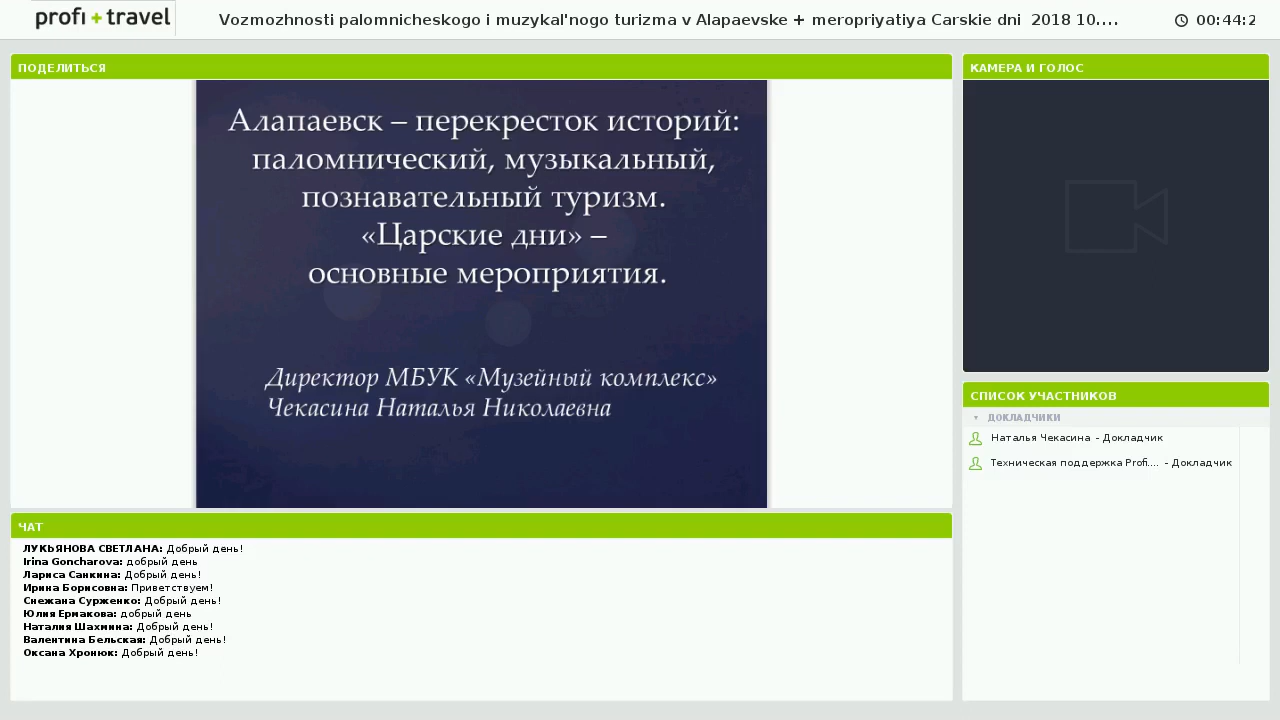 profi + travel
Vozmozhnosti palomnicheskogo i muzykal'nogo turizma v Alapaevske + meropriyatiya Carskie dni 2018 10....
00:44:2
ПОДЕЛИТЬСЯ
Алапаевск – перекресток историй:
паломнический, музыкальный,
познавательный туризм.
«Царские дни» –
основные мероприятия.
Директор МБУК «Музейный комплекс»
Чекасина Наталья Николаевна
КАМЕРА И ГОЛОС
СПИСОК УЧАСТНИКОВ
ДОКЛАДЧИКИ
Наталья Чекасина - Докладчик
Техническая поддержка Profi.... - Докладчик
ЧАТ
ЛУКЬЯНОВА СВЕТЛАНА: Добрый день!
Irina Goncharova: добрый день
Лариса Санкина: Добрый день!
Ирина Борисовна: Приветствуем!
Снежана Сурженко: Добрый день!
Юлия Ермакова: добрый день
Наталия Шахмина: Добрый день!
Валентина Бельская: Добрый день!
Оксана Хронюк: Добрый день!